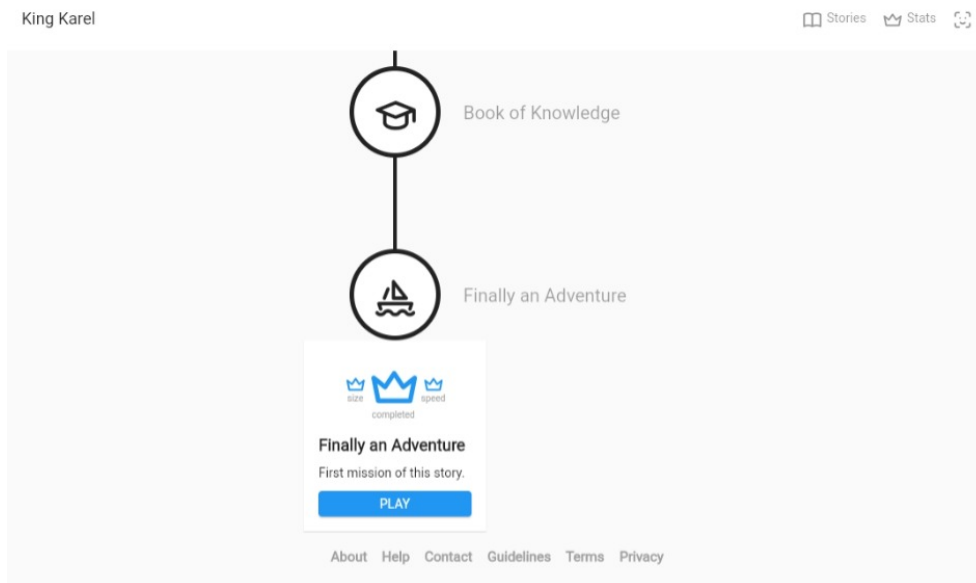 King Karel
Stories Stats
Book of Knowledge
Finally an Adventure
size speed
completed
Finally an Adventure
First mission of this story.
PLAY
About Help Contact Guidelines Terms Privacy